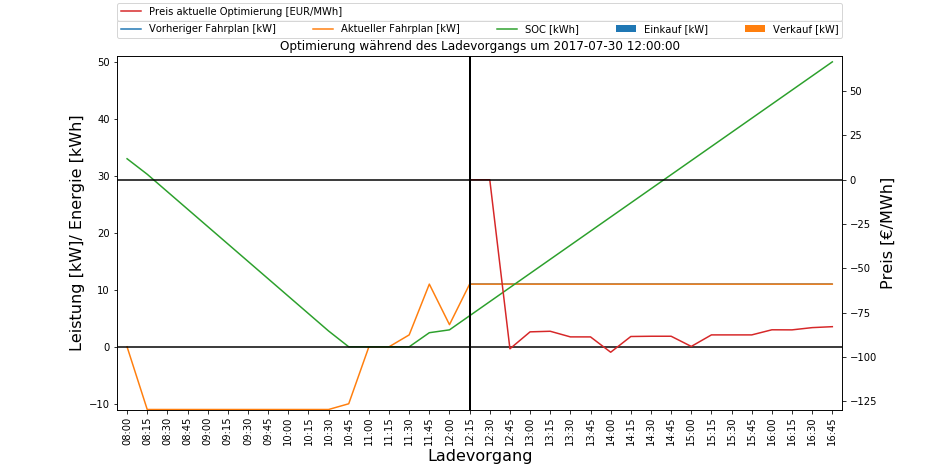 Preis aktuelle Optimierung [EUR/MWh]
Vorheriger Fahrplan [kW] Aktueller Fahrplan [kW] SOC [kWh] Einkauf [kW] Verkauf [kW]
Optimierung während des Ladevorgangs um 2017-07-30 12:00:00
Leistung [kW]/ Energie [kWh]
50
40
30
20
10
0
−10
50
25
0
−25
−50
−75
−100
−125
Preis [€/MWh]
08:00 08:15 08:30 08:45 09:00 09:15 09:30 09:45 10:00 10:15 10:30 10:45 11:00 11:15 11:30 11:45 12:00 12:15 12:30 12:45 13:00 13:15 13:30 13:45 14:00 14:15 14:30 14:45 15:00 15:15 15:30 15:45 16:00 16:15 16:30 16:45
Ladevorgang